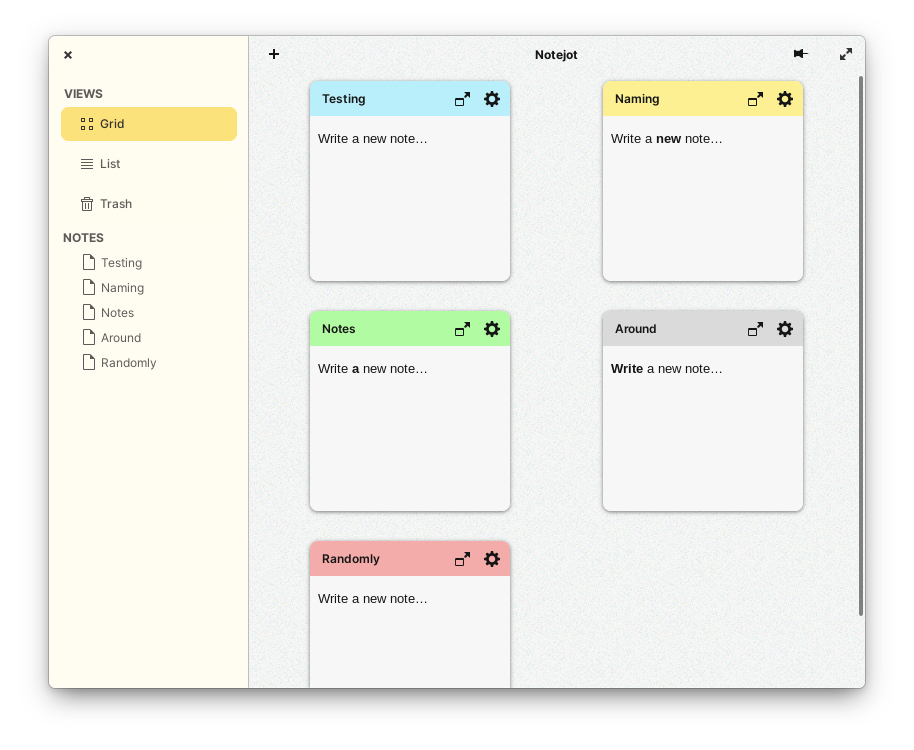 Notejot
VIEWS
Grid
List
Trash
NOTES
Testing
Naming
Notes
Around
Randomly
Testing
Write a new note…
Naming
Write a new note…
Notes
Write a new note…
Around
Write a new note…
Randomly
Write a new note…